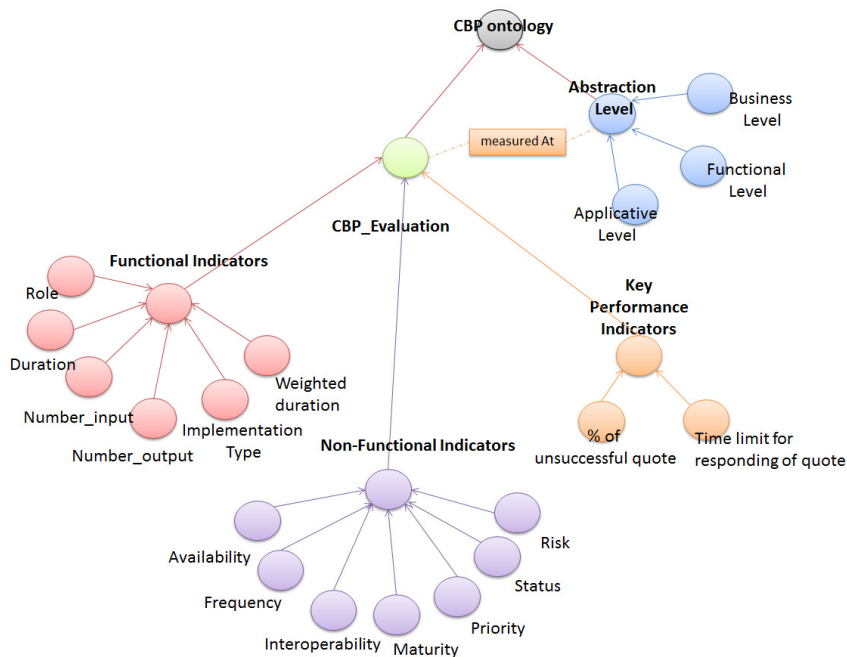 CBP ontology
Abstraction
Level
Business
Level
measured At
Functional
Level
Applicative
Level
CBP_Evaluation
Functional Indicators
Role
Duration
Number_input
Number_output
Implementation
Type
Weighted
duration
Key
Performance
Indicators
% of
unsuccessful quote
Time limit for
responding of quote
Non-Functional Indicators
Availability
Frequency
Interoperability
Maturity
Priority
Status
Risk